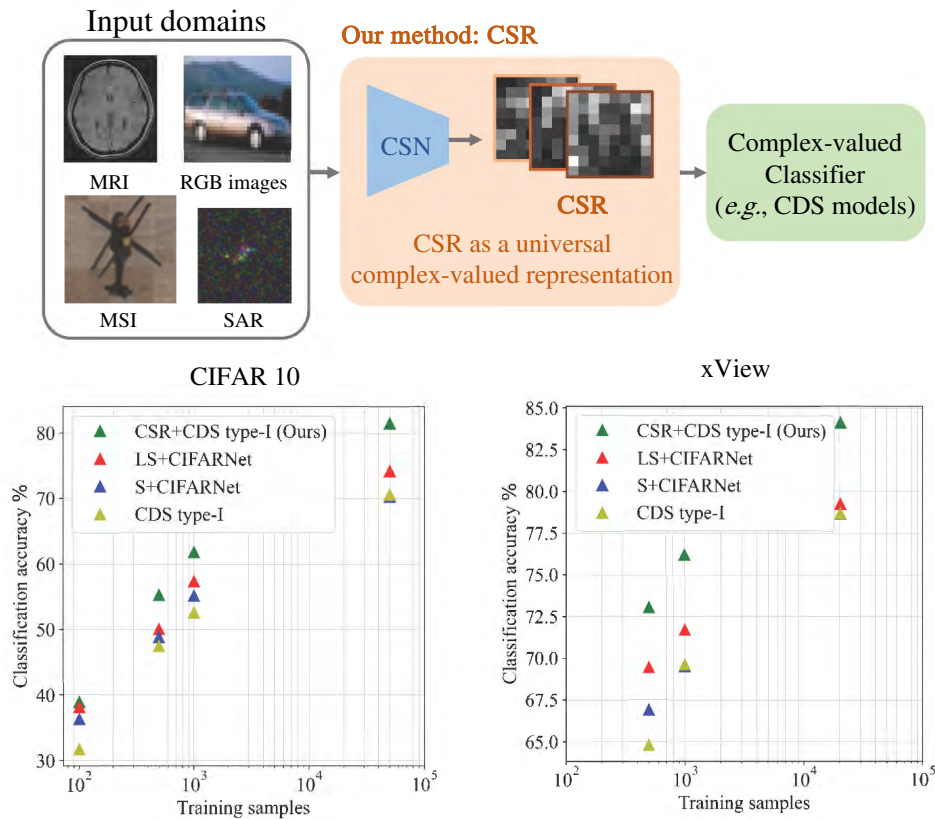 Input domains
MRI
RGB images
MSI
SAR
Our method: CSR
CSN
CSR
CSR as a universal
complex-valued representation
Complex-valued
Classifier
(e.g., CDS models)
CIFAR 10
CSR+CDS type-I (Ours)
LS+CIFARNet
S+CIFARNet
CDS type-I
Classification accuracy %
80
70
60
50
40
30
10²
10³
10⁴
10⁵
Training samples
xView
CSR+CDS type-I (Ours)
LS+CIFARNet
S+CIFARNet
CDS type-I
Classification accuracy %
85.0
82.5
80.0
77.5
75.0
72.5
70.0
67.5
65.0
10²
10³
10⁴
10⁵
Training samples